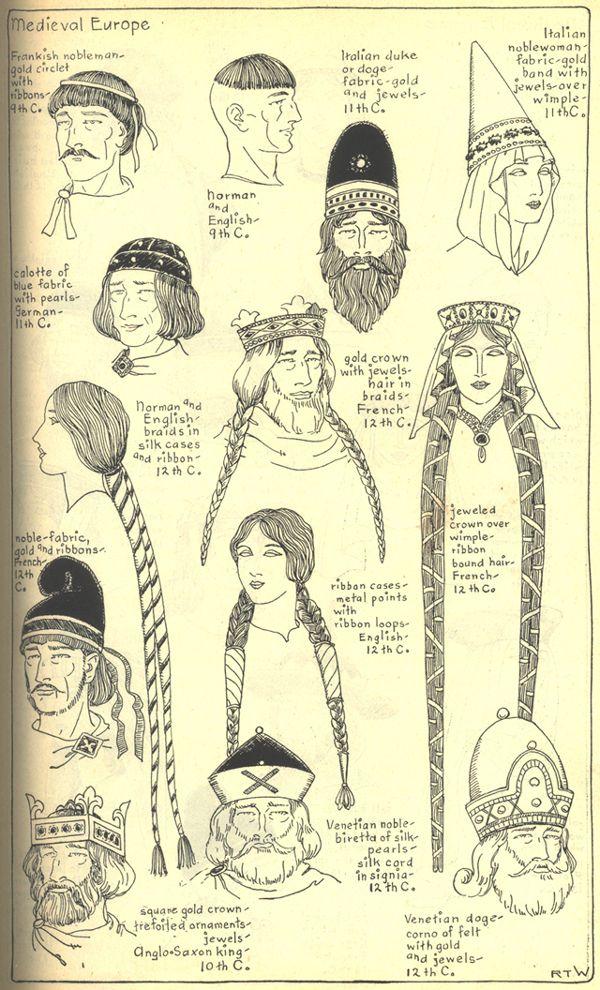 Medieval Europe
Frankish nobleman-
gold circlet
with
ribbons-
9th C.
Norman
and
English-
9th C.
Italian duke
or doge-
fabric-gold
and jewels-
11th C.
Italian
noblewoman-
fabric-gold
band with
jewels-over
wimple-
11th C.
calotte of
blue fabric
with pearls-
German-
11th C.
gold crown
with jewels-
hair in
braids-
French-
12th C.
Norman and
English-
braids in
silk cases
and ribbon-
12th C.
jeweled
crown over
wimple-
ribbon
bound hair-
French-
12th C.
noble-fabric,
gold and ribbons-
French-
12th
C.
ribbon cases-
metal points
with
ribbon loops-
English-
12th C.
Venetian noble-
biretta of silk-
pearls-
silk cord
insignia-
12th C.
square gold crown-
trefoiled ornaments-
jewels-
Anglo-Saxon king-
10th C.
Venetian doge-
corno of felt
with gold
and jewels-
12th C.
RTW